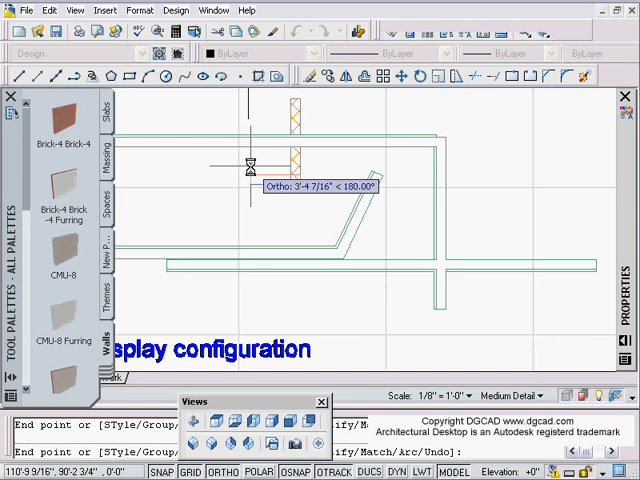 File Edit View Insert Format Design Window Help
Design ByLayer ByLayer ByLayer
Slabs
Massing
Spaces
New P...
Themes
Walls
Brick-4 Brick-4
Brick-4 Brick
-4 Furring
CMU-8
CMU-8 Furring
TOOL PALETTES - ALL PALETTES
Ortho: 3'-4 7/16" < 180.00°
splay configuration
PROPERTIES
Scale: 1/8" = 1'-0" Medium Detail
Views
End point or [STyle/Group/
ify/Ma
End point or [STyle/Group/
ify/Match/Arc/Undo]:
Copyright DGCAD www.dgcad.com
Architectural Desktop is an Autodesk registerd trademark
110'-9 9/16", 90'-2 3/4" , 0'-0" SNAP GRID ORTHO POLAR OSNAP OTRACK DUCS DYN LWT MODEL Elevation: +0"